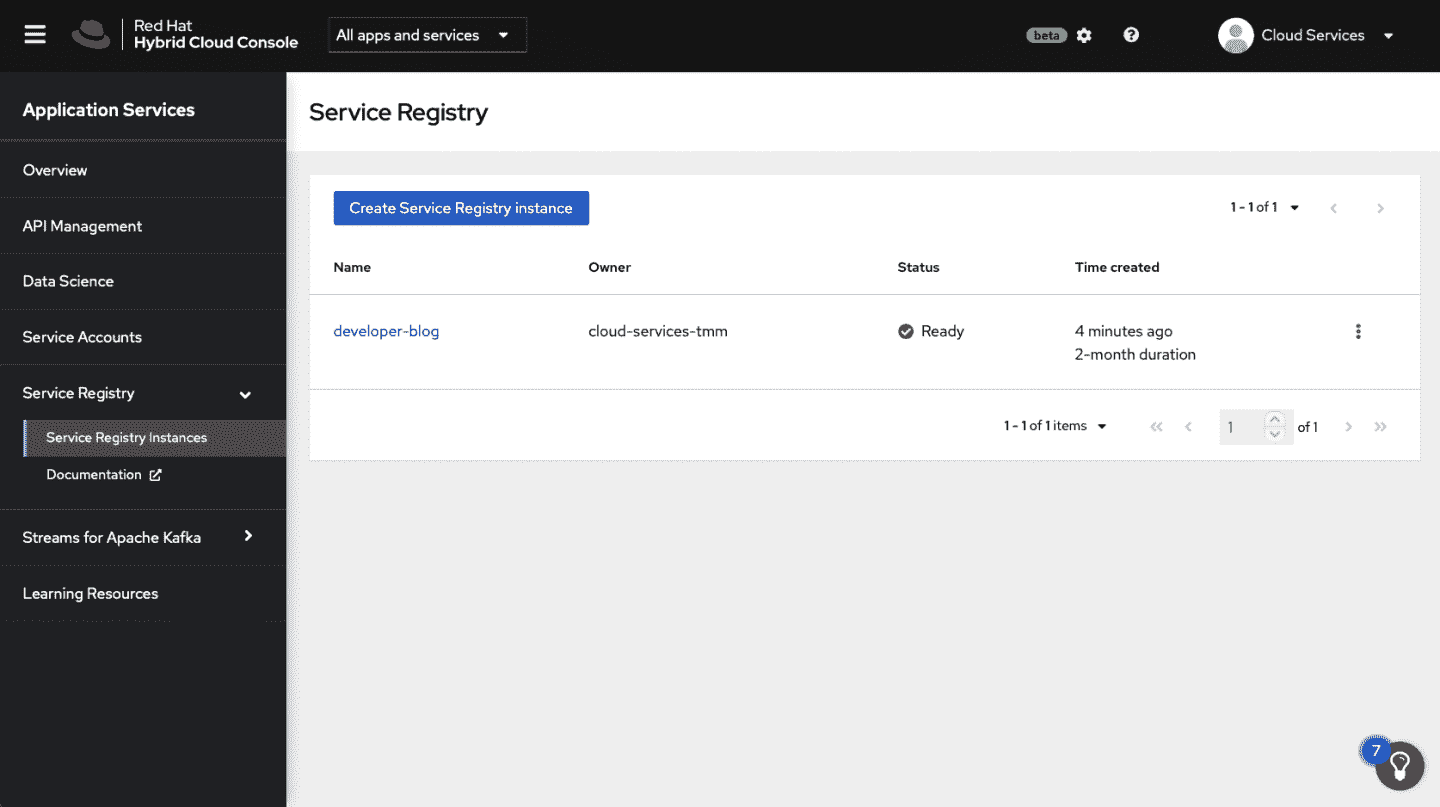 Red Hat
Hybrid Cloud Console
All apps and services
beta
Cloud Services
Application Services
Overview
API Management
Data Science
Service Accounts
Service Registry
Service Registry Instances
Documentation
Streams for Apache Kafka
Learning Resources
Service Registry
Create Service Registry instance
1 - 1 of 1
Name Owner Status Time created
developer-blog cloud-services-tmm Ready 4 minutes ago
2-month duration
1 - 1 of 1 items 1 of 1
7